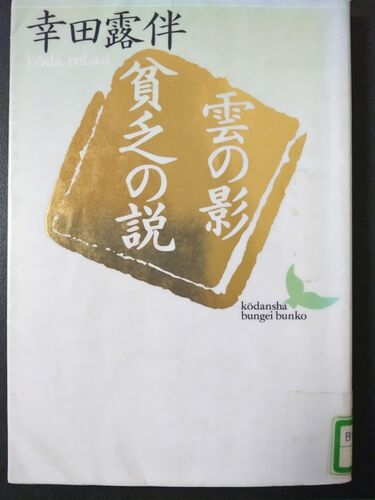 幸田露伴
kōda rohan
雲の影
貧乏の説
kōdansha
bungei bunko